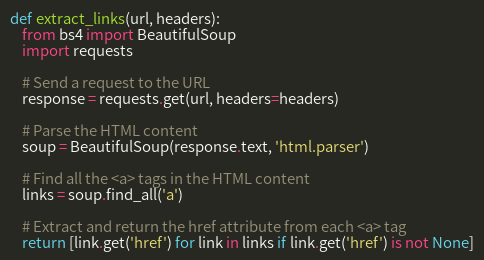 def extract_links(url, headers):
    from bs4 import BeautifulSoup
    import requests

    # Send a request to the URL
    response = requests.get(url, headers=headers)

    # Parse the HTML content
    soup = BeautifulSoup(response.text, 'html.parser')

    # Find all the <a> tags in the HTML content
    links = soup.find_all('a')

    # Extract and return the href attribute from each <a> tag
    return [link.get('href') for link in links if link.get('href') is not None]